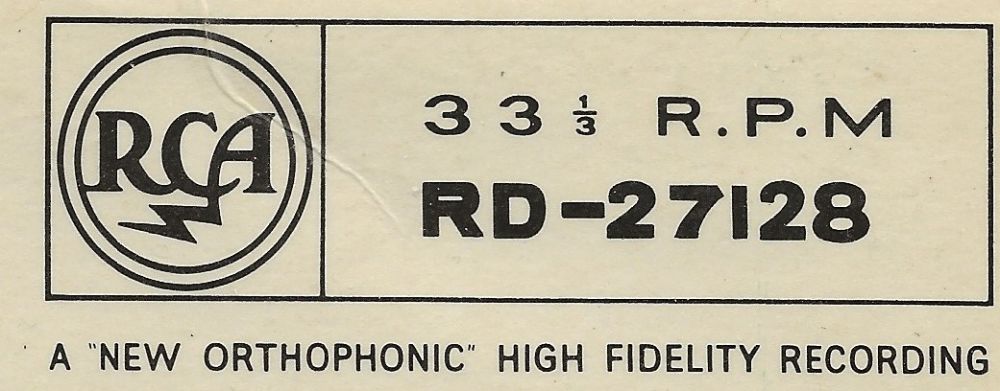 RCA
33⅓ R.P.M
RD-27128
A "NEW ORTHOPHONIC" HIGH FIDELITY RECORDING